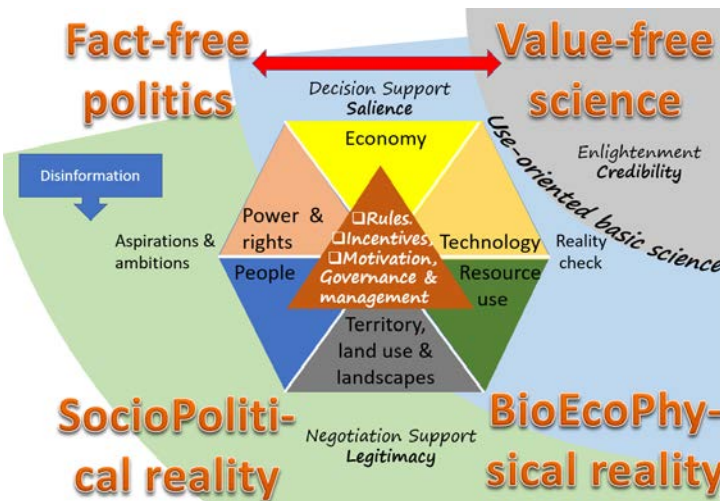 Fact-free
politics
Value-free
science
Decision Support
Salience
Use-oriented basic science
Enlightenment
Credibility
Disinformation
Economy
Power &
rights
Technology
Aspirations &
ambitions
Reality
check
❑Rules.
❑Incentives,
❑Motivation,
Governance &
management
People
Resource
use
Territory,
land use &
landscapes
SocioPoliti-
cal reality
Negotiation Support
Legitimacy
BioEcoPhy-
sical reality